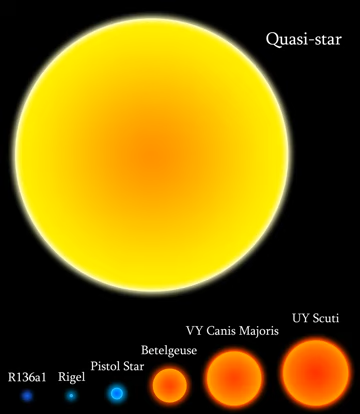 Quasi-star
UY Scuti
VY Canis Majoris
Betelgeuse
Pistol Star
R136a1 Rigel